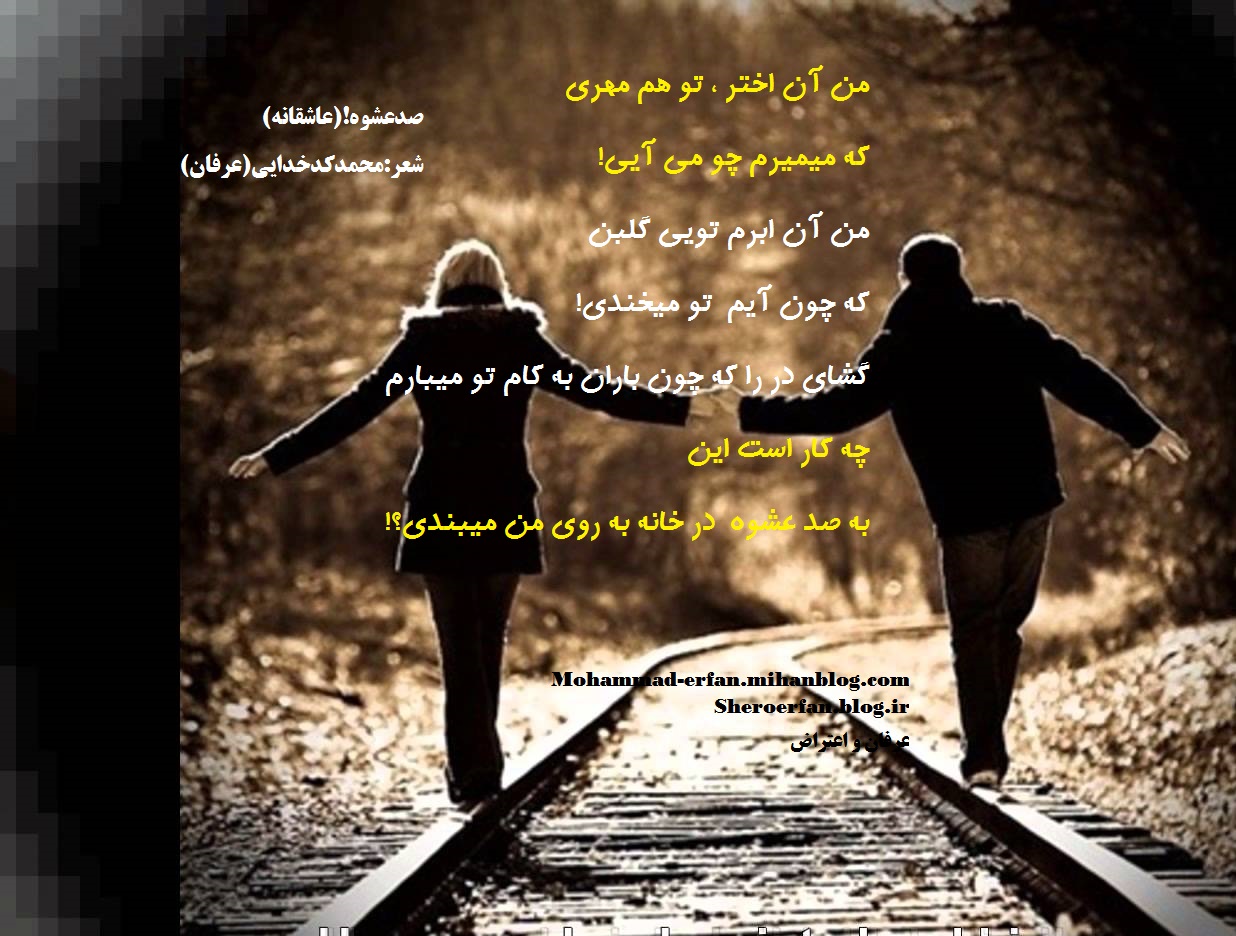 صدعشوه!(عاشقانه)
شعر:محمدکدخدایی(عرفان)
من آن اختر ، تو هم مهری
که میمیرم چو می آیی!
من آن ابرم تویی گلبن
که چون آیم تو میخندی!
گشای در را که چون باران به کام تو میبارم
چه کار است این
به صد عشوه در خانه به روی من میبندی؟!
Mohammad-erfan.mihanblog.com
Sheroerfan.blog.ir
عرفان و اعتراض